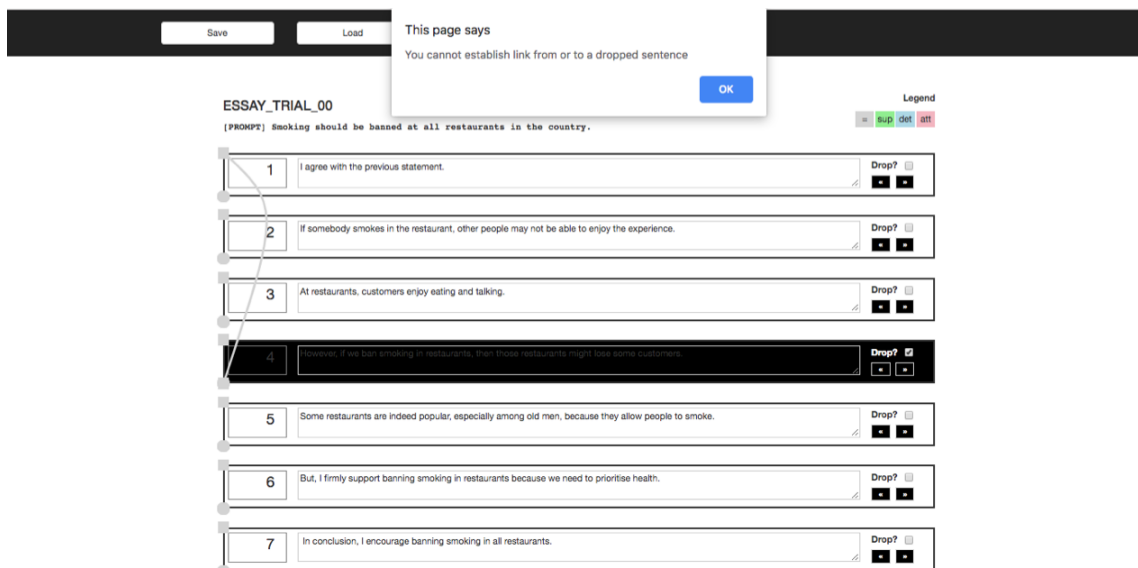 Save
Load
This page says
You cannot establish link from or to a dropped sentence
OK
ESSAY_TRIAL_00
Legend
[PROMPT] Smoking should be banned at all restaurants in the country.
= sup det att
1 I agree with the previous statement. Drop?
« »
2 If somebody smokes in the restaurant, other people may not be able to enjoy the experience. Drop?
« »
3 At restaurants, customers enjoy eating and talking. Drop?
« »
4 However, if we ban smoking in restaurants, then those restaurants might lose some customers. Drop?
« »
5 Some restaurants are indeed popular, especially among old men, because they allow people to smoke. Drop?
« »
6 But, I firmly support banning smoking in restaurants because we need to prioritise health. Drop?
« »
7 In conclusion, I encourage banning smoking in all restaurants. Drop?
« »